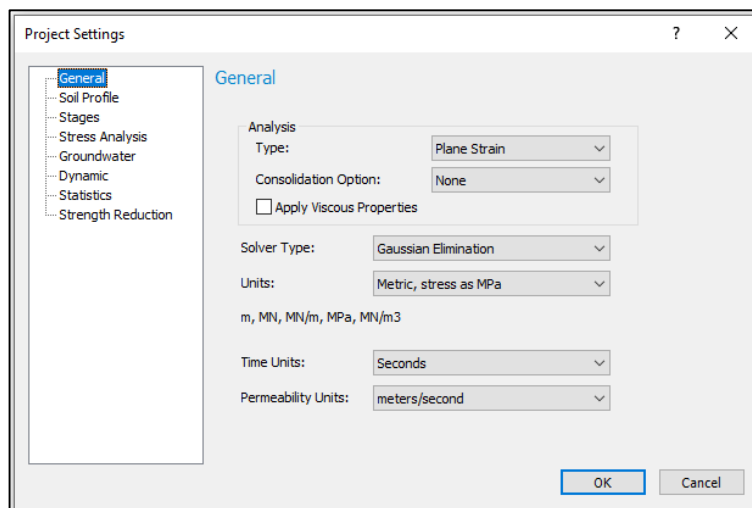 Project Settings
?
General
Soil Profile
Stages
Stress Analysis
Groundwater
Dynamic
Statistics
Strength Reduction
General
Analysis
Type: Plane Strain
Consolidation Option: None
Apply Viscous Properties
Solver Type: Gaussian Elimination
Units: Metric, stress as MPa
m, MN, MN/m, MPa, MN/m3
Time Units: Seconds
Permeability Units: meters/second
OK Cancel